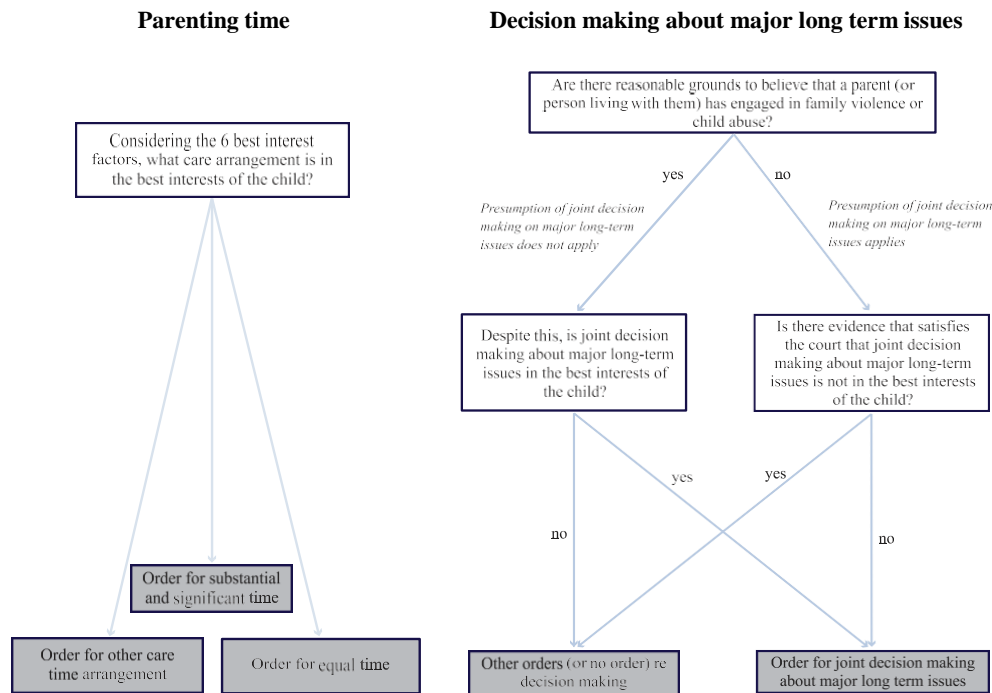 Parenting time
Considering the 6 best interest
factors, what care arrangement is in
the best interests of the child?
Order for substantial
and significant time
Order for other care
time arrangement
Order for equal time
Decision making about major long term issues
Are there reasonable grounds to believe that a parent (or
person living with them) has engaged in family violence or
child abuse?
yes
no
Presumption of joint decision
making on major long-term
issues does not apply
Presumption of joint decision
making on major long-term
issues applies
Despite this, is joint decision
making about major long-term
issues in the best interests of
the child?
Is there evidence that satisfies
the court that joint decision
making about major long-term
issues is not in the best interests
of the child?
yes
yes
no
no
Other orders (or no order) re
decision making
Order for joint decision making
about major long term issues